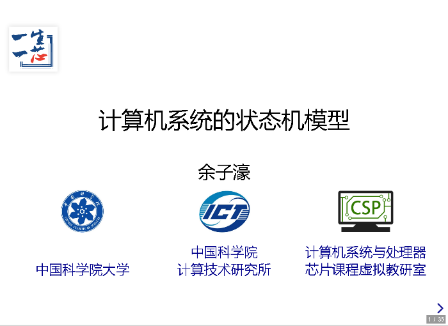 一生
一芯
计算机系统的状态机模型
余子濠
ICT
CSP
中国科学院大学
中国科学院
计算技术研究所
计算机系统与处理器
芯片课程虚拟教研室